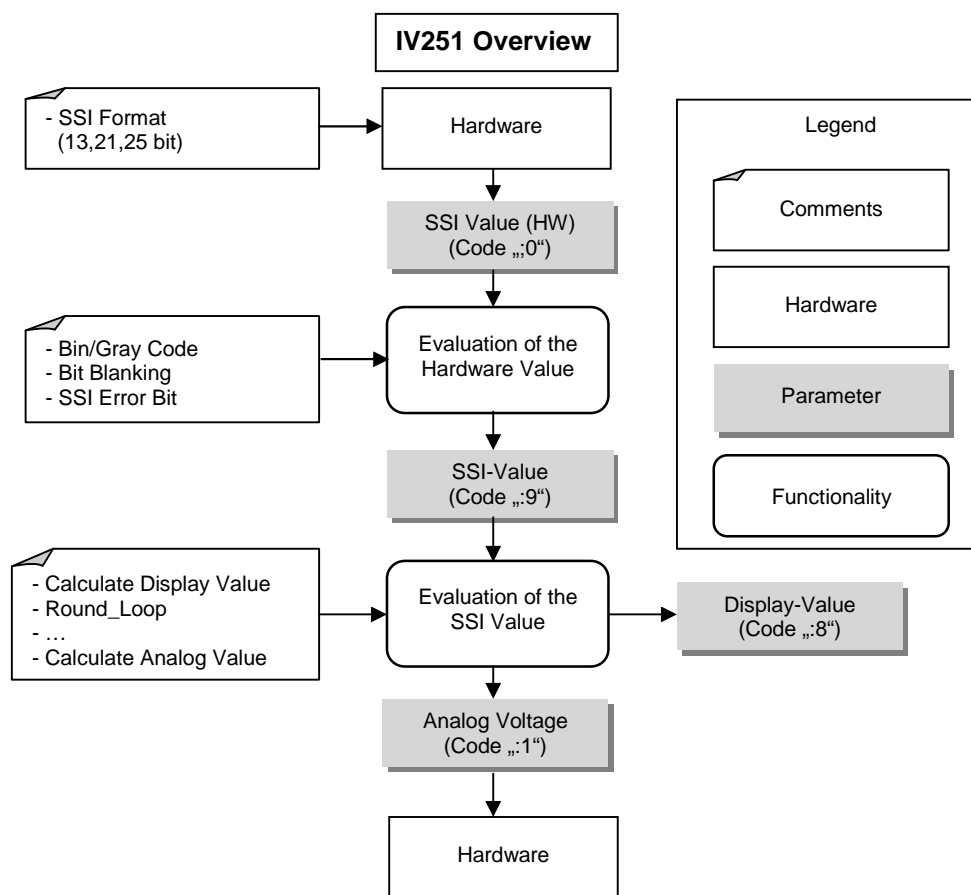 IV251 Overview
- SSI Format
(13,21,25 bit)
Hardware
SSI Value (HW)
(Code „;0“)
- Bin/Gray Code
- Bit Blanking
- SSI Error Bit
Evaluation of the
Hardware Value
SSI-Value
(Code „:9“)
- Calculate Display Value
- Round_Loop
- …
- Calculate Analog Value
Evaluation of the
SSI Value
Display-Value
(Code „:8“)
Analog Voltage
(Code „:1“)
Hardware
Legend
Comments
Hardware
Parameter
Functionality